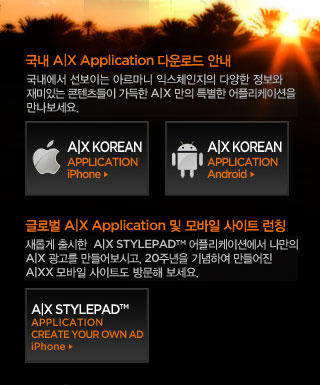 국내 A|X Application 다운로드 안내
국내에서 선보이는 아르마니 익스체인지의 다양한 정보와
재미있는 콘텐츠들이 가득한 A|X 만의 특별한 어플리케이션을
만나보세요.
A|X KOREAN
APPLICATION
iPhone ▸
A|X KOREAN
APPLICATION
Android ▸
글로벌 A|X Application 및 모바일 사이트 런칭
새롭게 출시한 A|X STYLEPAD™ 어플리케이션에서 나만의
A|X 광고를 만들어보시고, 20주년을 기념하여 만들어진
A|XX 모바일 사이트도 방문해 보세요.
A|X STYLEPAD™
APPLICATION
CREATE YOUR OWN AD
iPhone ▸